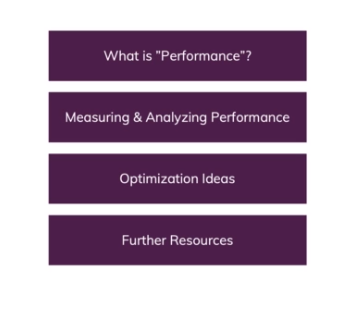 What is "Performance"?
Measuring & Analyzing Performance
Optimization Ideas
Further Resources